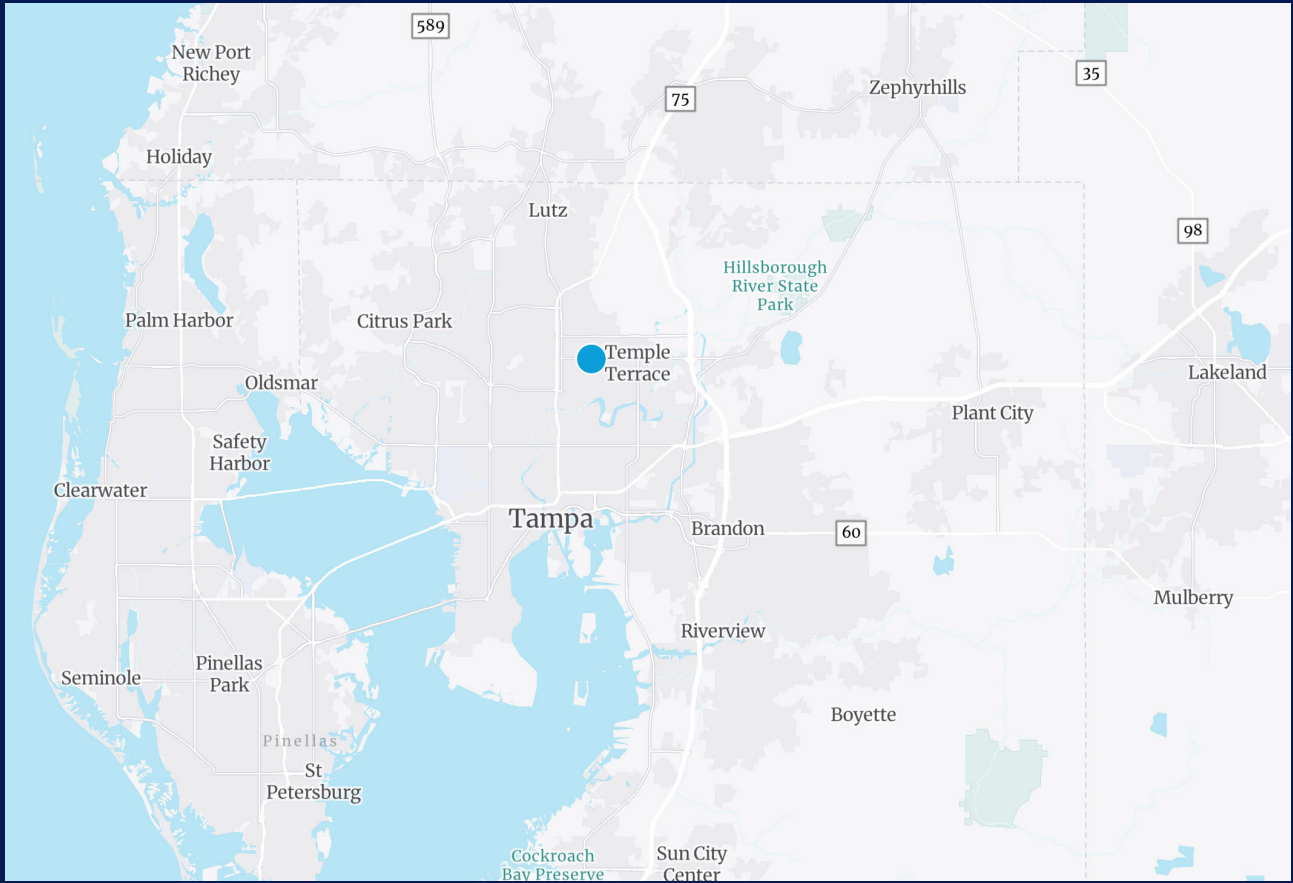 589
New Port
Richey
35
Zephyrhills
75
Holiday
Lutz
98
Hillsborough
River State
Park
Palm Harbor
Citrus Park
Temple
Terrace
Lakeland
Oldsmar
Plant City
Safety
Harbor
Clearwater
Tampa
Brandon
60
Mulberry
Riverview
Pinellas
Park
Seminole
Boyette
Pinellas
St
Petersburg
Cockroach
Bay Preserve
Sun City
Center